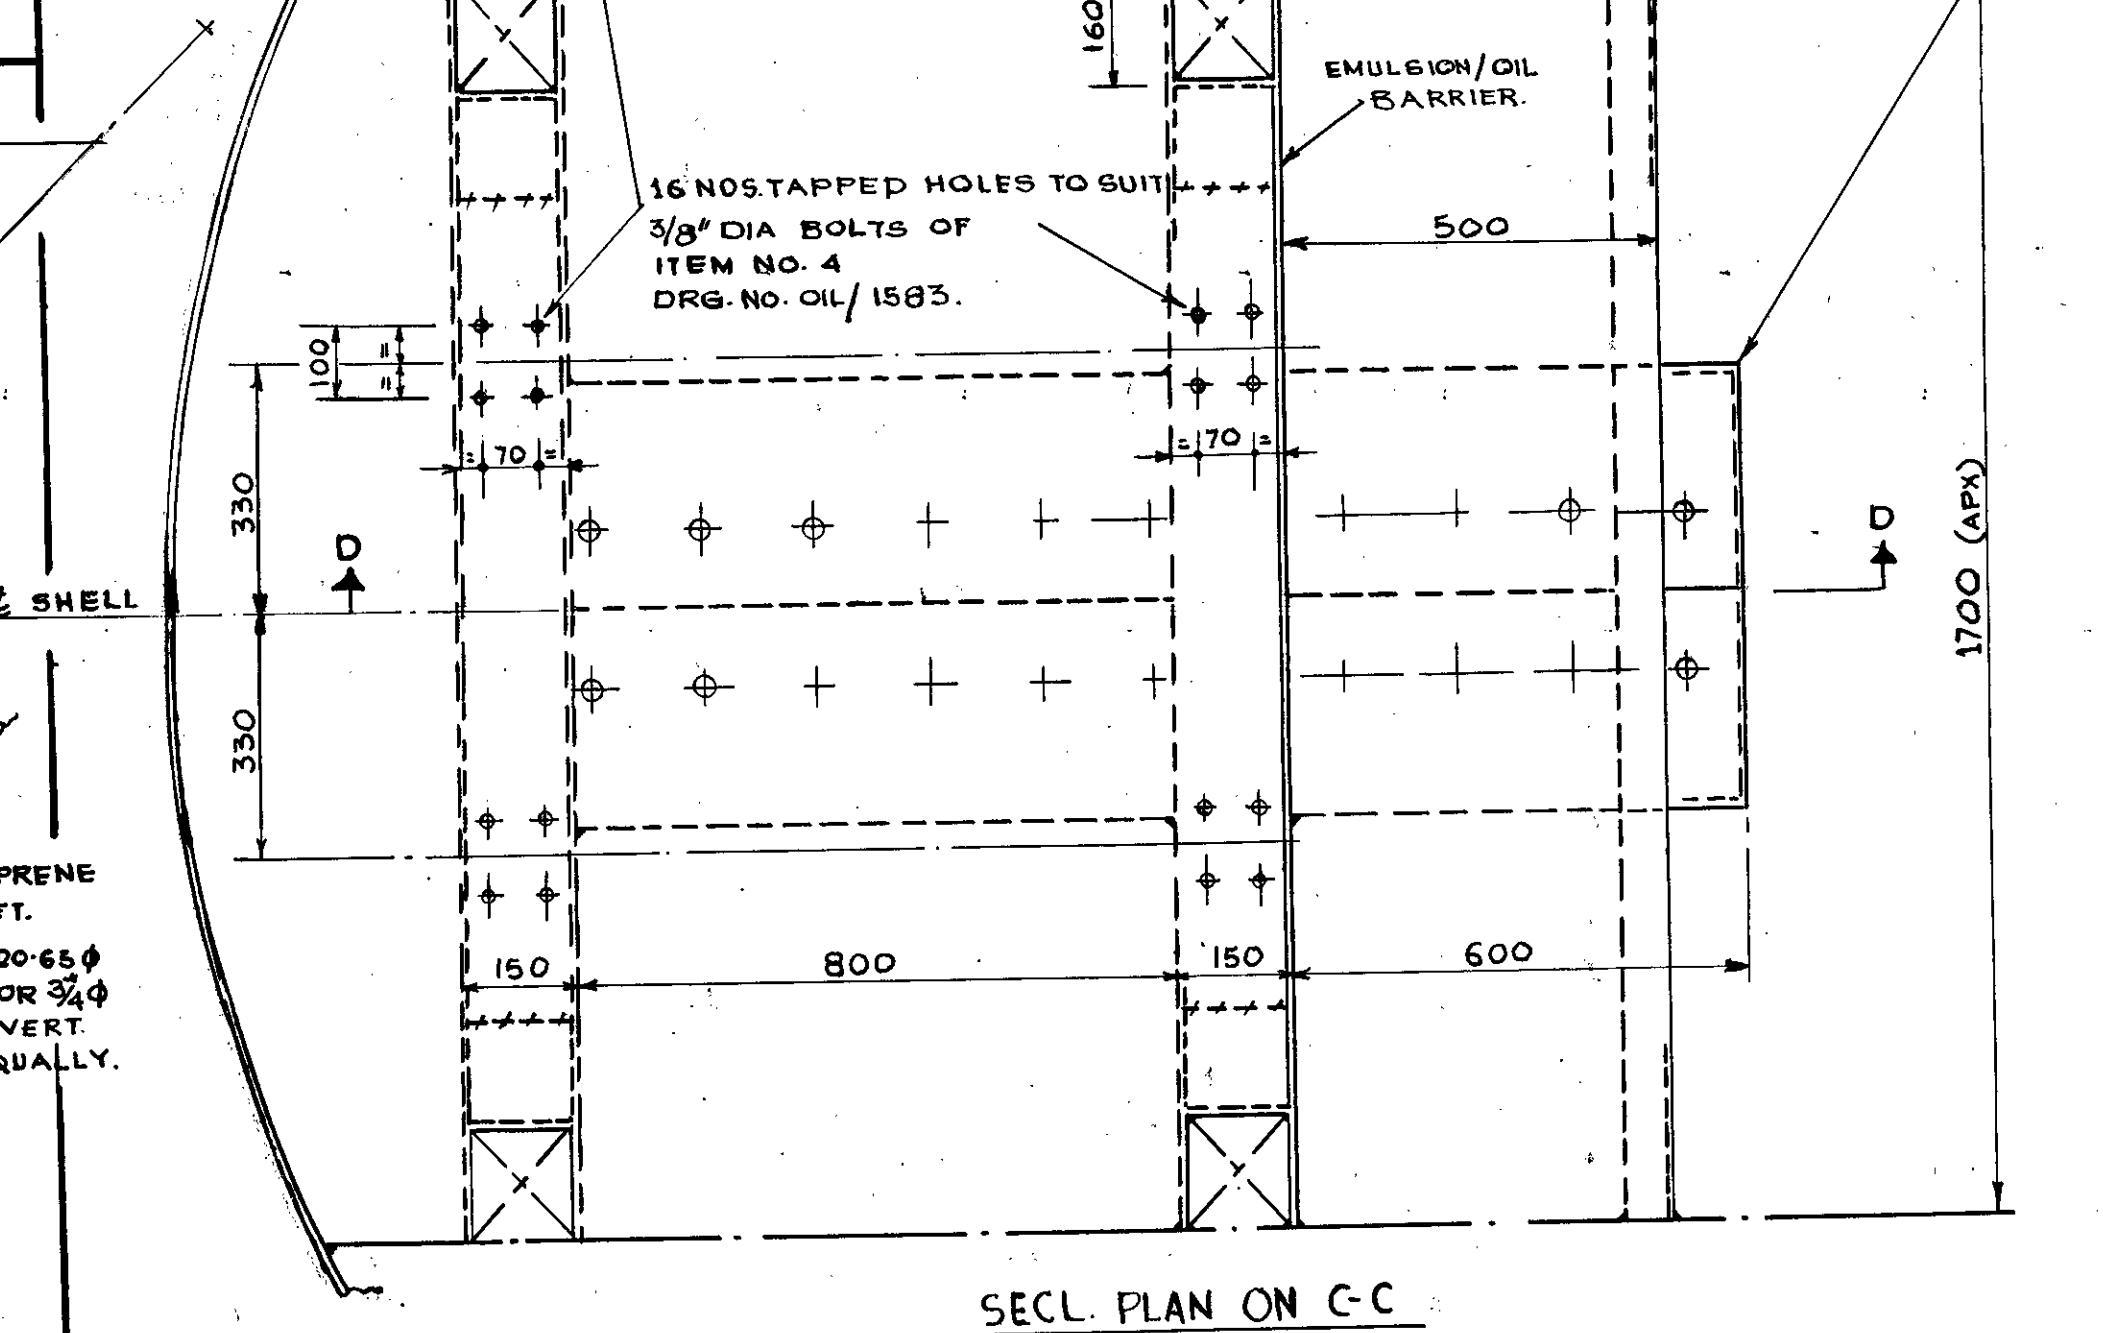 160
EMULSION/OIL
BARRIER.
16 NOS. TAPPED HOLES TO SUIT
3/8" DIA BOLTS OF
ITEM NO. 4
DRG. NO. OIL/1583.
500
100
=
=
= 70 =
= 70 =
330
D
D
1700 (APX)
℄ SHELL
330
PRENE
FT.
20.65ϕ
OR 3/4"ϕ
VERT.
QUALLY.
150
800
150
600
SECL. PLAN ON C-C